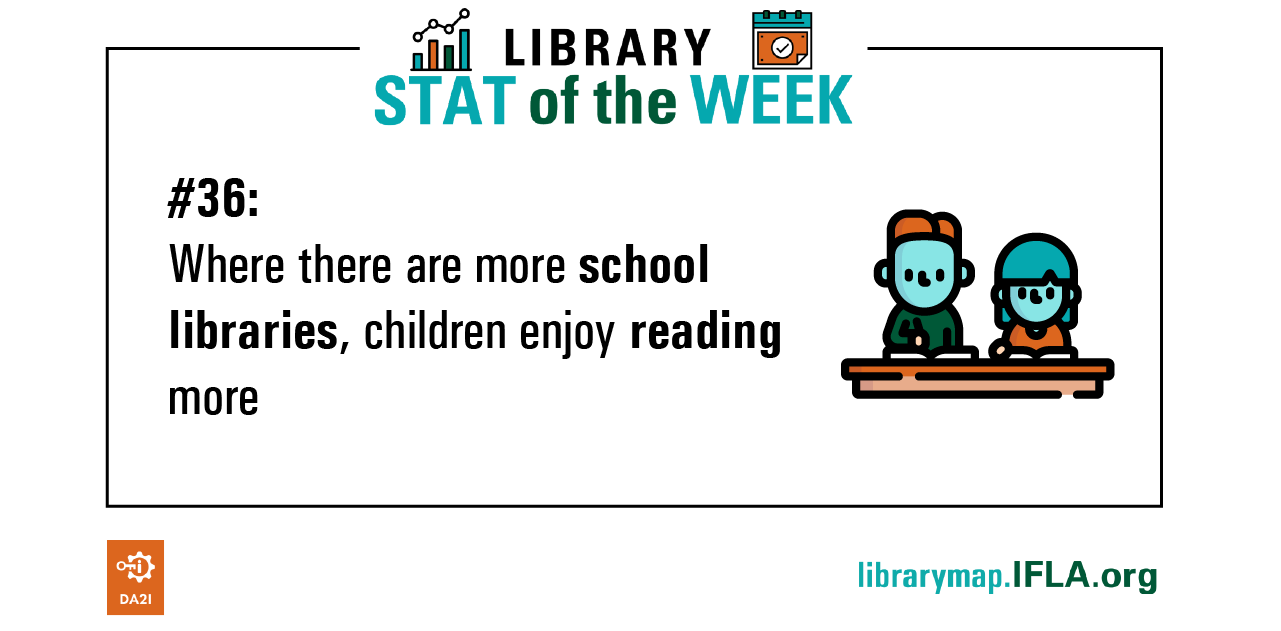 LIBRARY
STAT of the WEEK
#36:
Where there are more school
libraries, children enjoy reading
more
i
DA2I
librarymap.IFLA.org